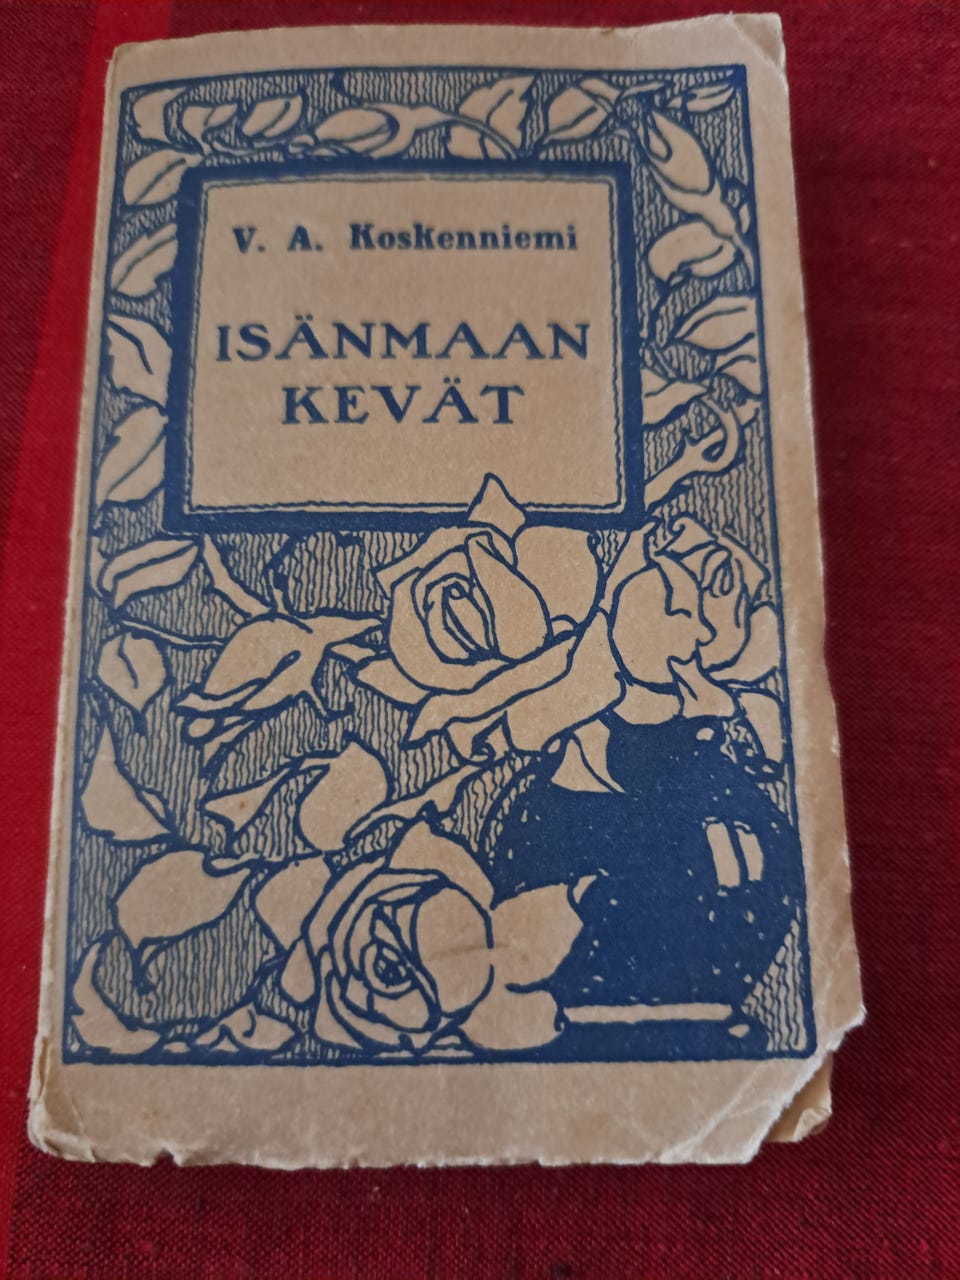 V. A. Koskenniemi
ISÄNMAAN
KEVÄT